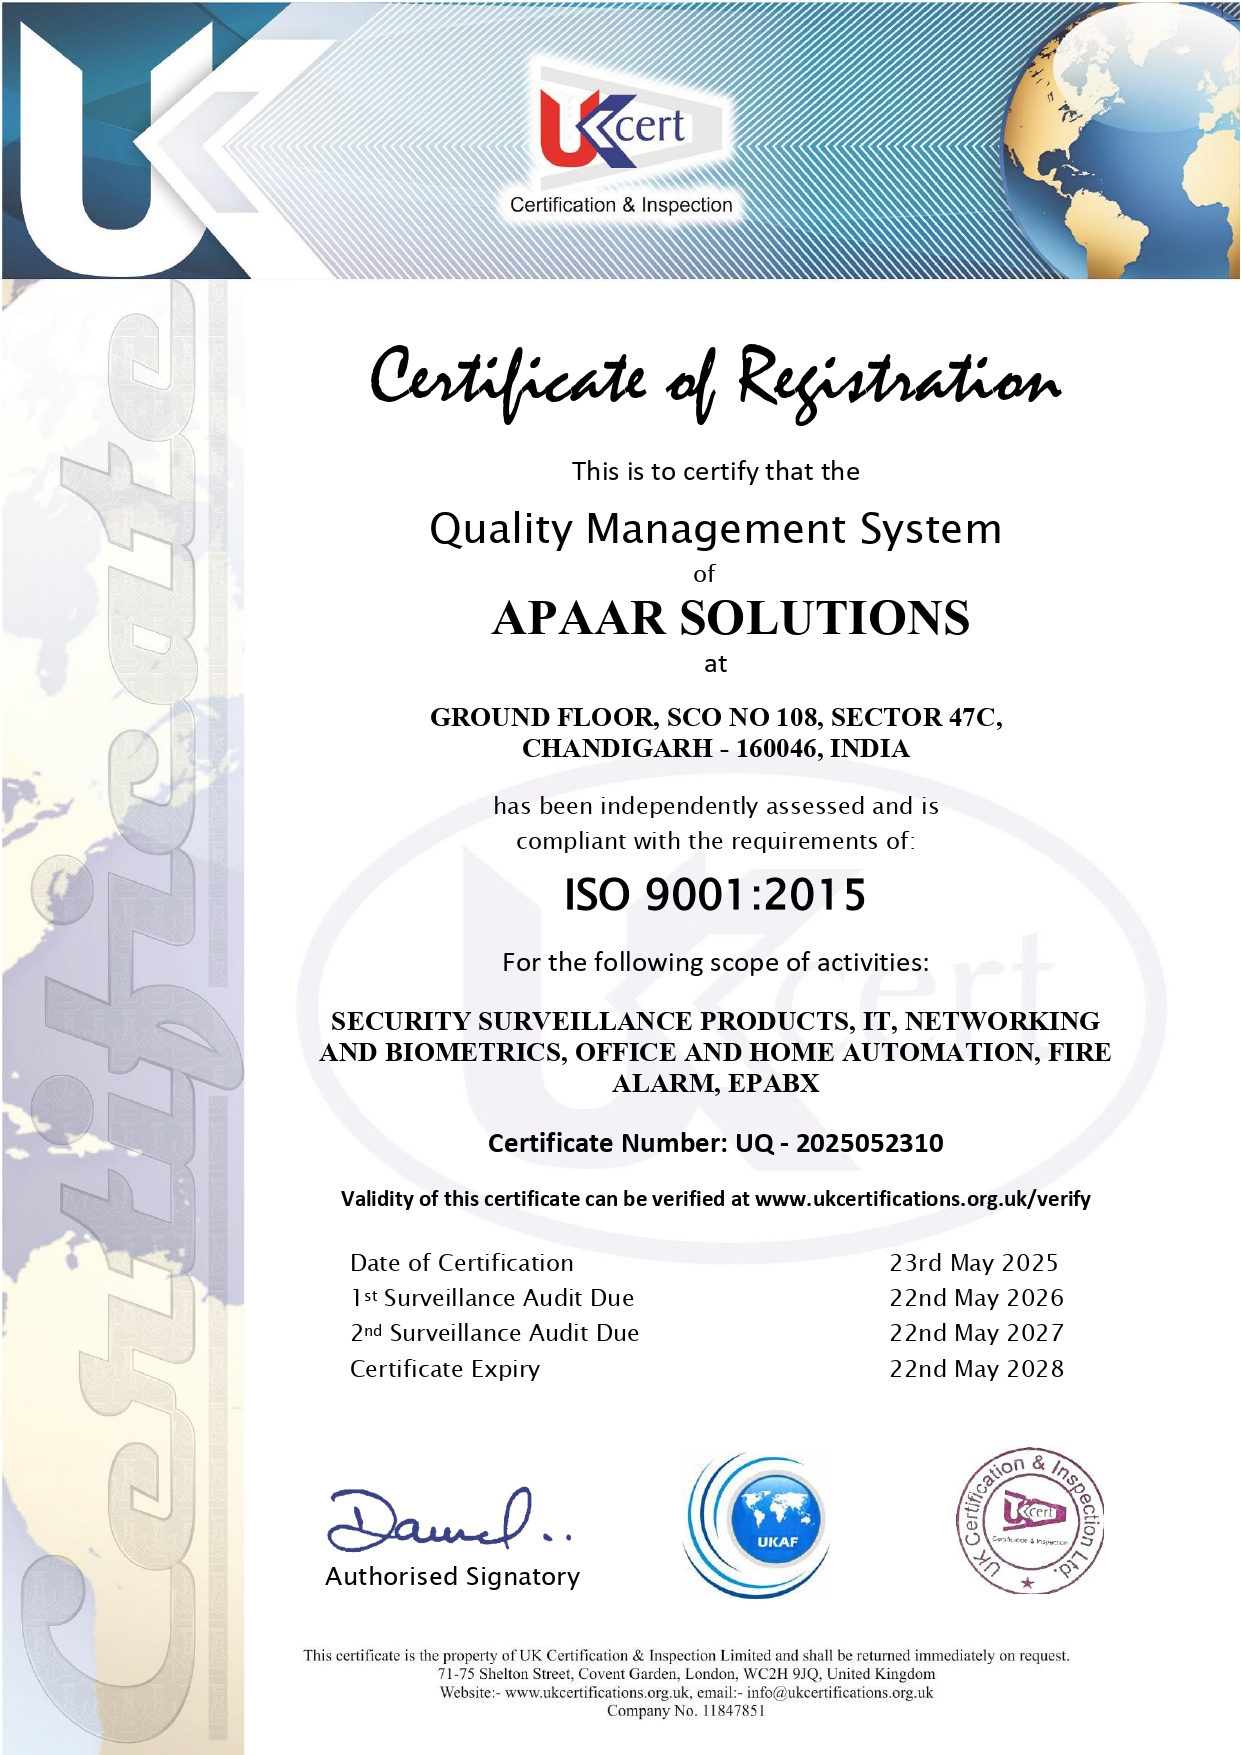 UK
UKcert
Certification & Inspection
Certificate
Certificate of Registration
This is to certify that the
Quality Management System
of
APAAR SOLUTIONS
at
GROUND FLOOR, SCO NO 108, SECTOR 47C,
CHANDIGARH - 160046, INDIA
has been independently assessed and is
compliant with the requirements of:
ISO 9001:2015
For the following scope of activities:
SECURITY SURVEILLANCE PRODUCTS, IT, NETWORKING
AND BIOMETRICS, OFFICE AND HOME AUTOMATION, FIRE
ALARM, EPABX
Certificate Number: UQ - 2025052310
Validity of this certificate can be verified at www.ukcertifications.org.uk/verify
Date of Certification 23rd May 2025
1st Surveillance Audit Due 22nd May 2026
2nd Surveillance Audit Due 22nd May 2027
Certificate Expiry 22nd May 2028
Authorised Signatory
UKAF
UK Certification & Inspection Ltd.
UKcert
Certification & Inspection
This certificate is the property of UK Certification & Inspection Limited and shall be returned immediately on request.
71-75 Shelton Street, Covent Garden, London, WC2H 9JQ, United Kingdom
Website:- www.ukcertifications.org.uk, email:- info@ukcertifications.org.uk
Company No. 11847851